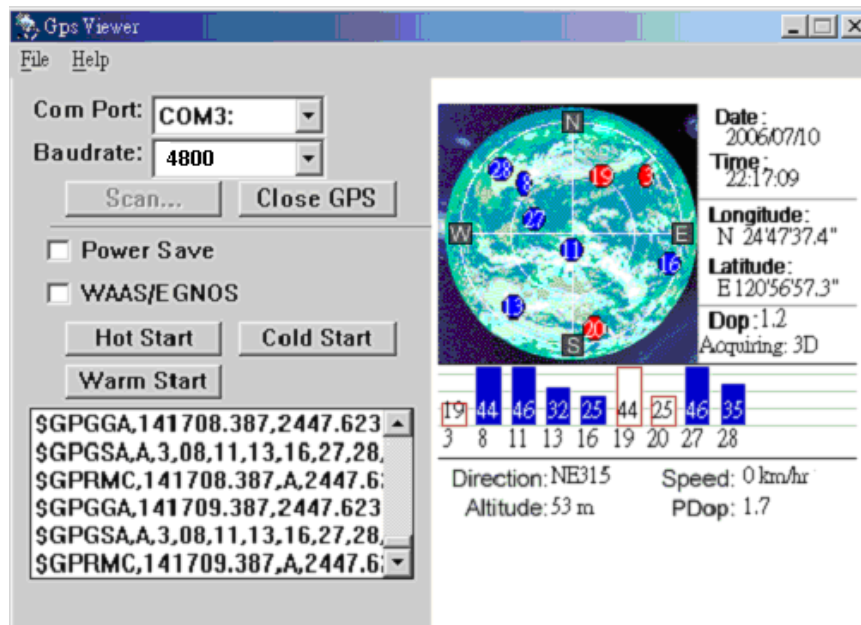 Gps Viewer
File Help
Com Port: COM3:
Baudrate: 4800
Scan... Close GPS
Power Save
WAAS/EGNOS
Hot Start Cold Start
Warm Start
$GPGGA,141708.387,2447.623
$GPGSA,A,3,08,11,13,16,27,28,
$GPRMC,141708.387,A,2447.6
$GPGGA,141709.387,2447.623
$GPGSA,A,3,08,11,13,16,27,28,
$GPRMC,141709.387,A,2447.6
N
28 8 19 3
27
W E
11 16
13
20
S
Date:
2006/07/10
Time:
22:17:09
Longitude:
N 24'47'37.4"
Latitude:
E 120'56'57.3"
Dop:1.2
Acquiring: 3D
19 44 46 32 25 44 25 46 35
3 8 11 13 16 19 20 27 28
Direction: NE315 Speed: 0 km/hr
Altitude: 53 m PDop: 1.7